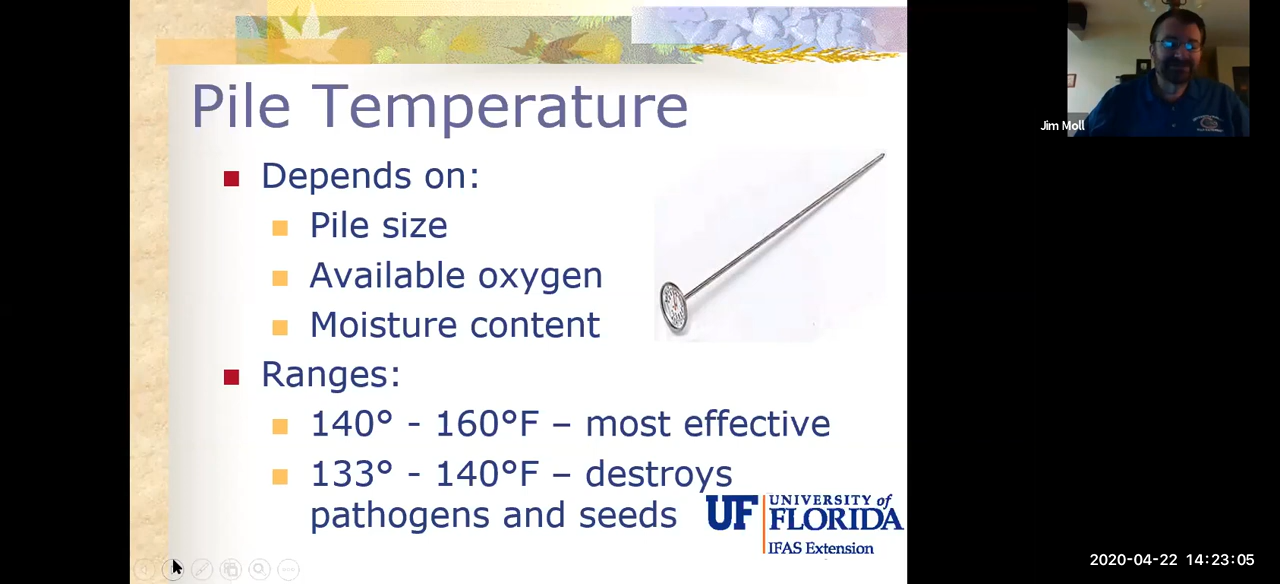 Pile Temperature
Depends on:
Pile size
Available oxygen
Moisture content
Ranges:
140° - 160°F – most effective
133° - 140°F – destroys
pathogens and seeds
UF UNIVERSITY of
FLORIDA
IFAS Extension
Jim Moll
2020-04-22 14:23:05